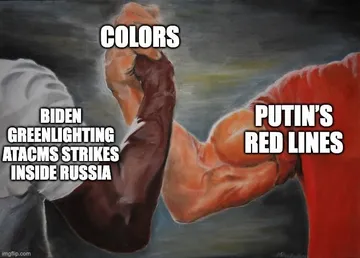 COLORS
BIDEN
GREENLIGHTING
ATACMS STRIKES
INSIDE RUSSIA
PUTIN'S
RED LINES
imgflip.com